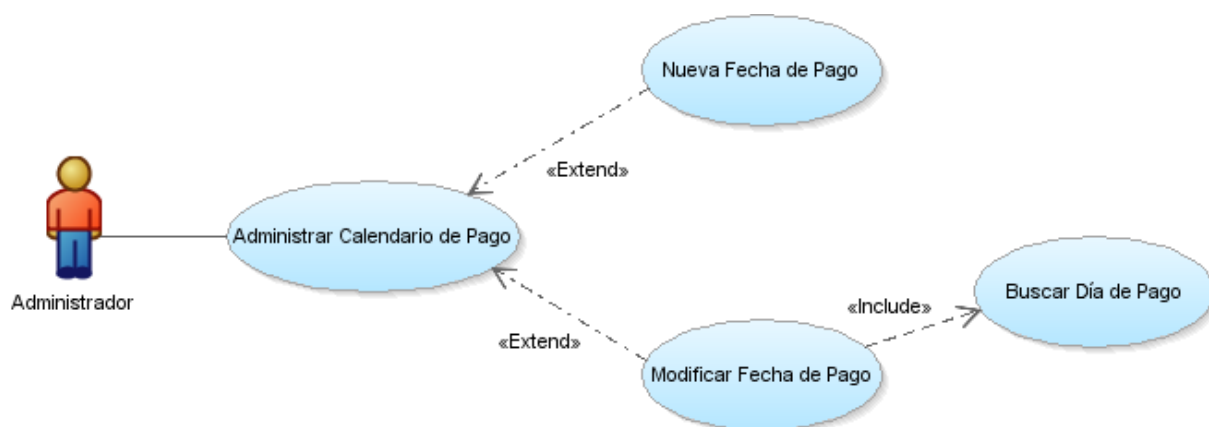 Nueva Fecha de Pago
«Extend»
Administrar Calendario de Pago
Administrador
Buscar Día de Pago
«Include»
«Extend»
Modificar Fecha de Pago